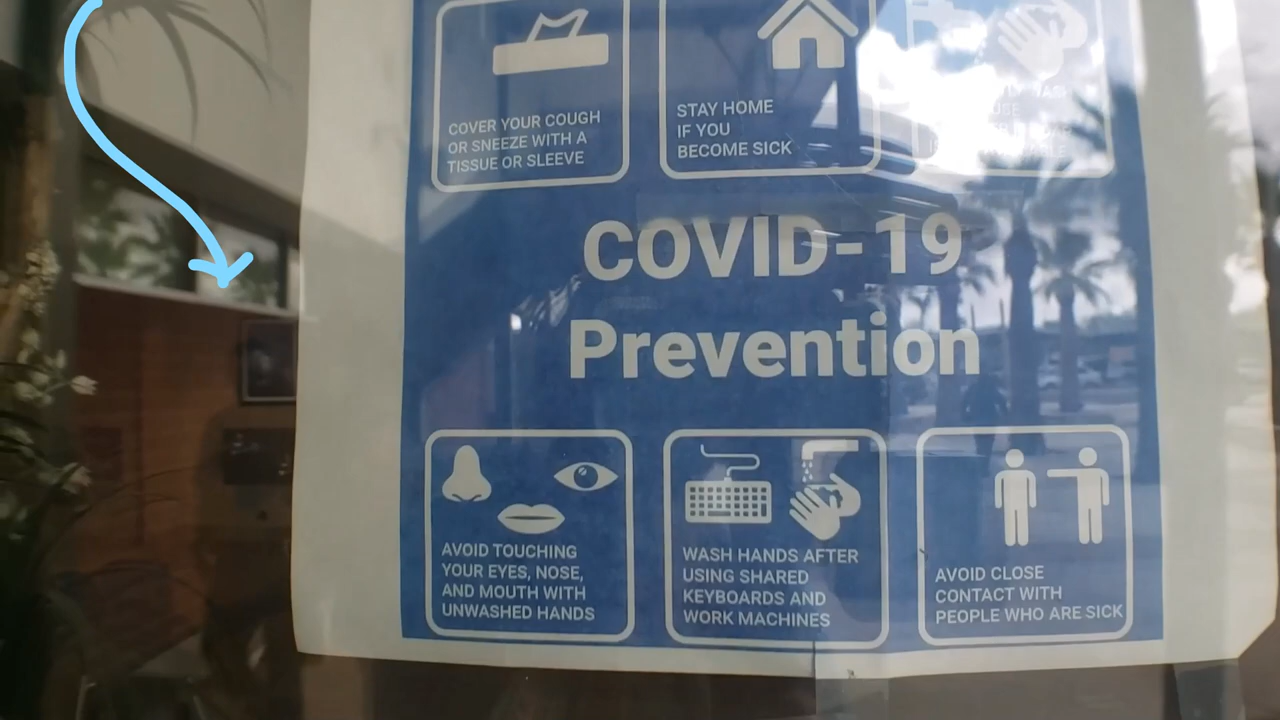 COVER YOUR COUGH
OR SNEEZE WITH A
TISSUE OR SLEEVE
STAY HOME
IF YOU
BECOME SICK
COVID-19
Prevention
AVOID TOUCHING
YOUR EYES, NOSE,
AND MOUTH WITH
UNWASHED HANDS
WASH HANDS AFTER
USING SHARED
KEYBOARDS AND
WORK MACHINES
AVOID CLOSE
CONTACT WITH
PEOPLE WHO ARE SICK